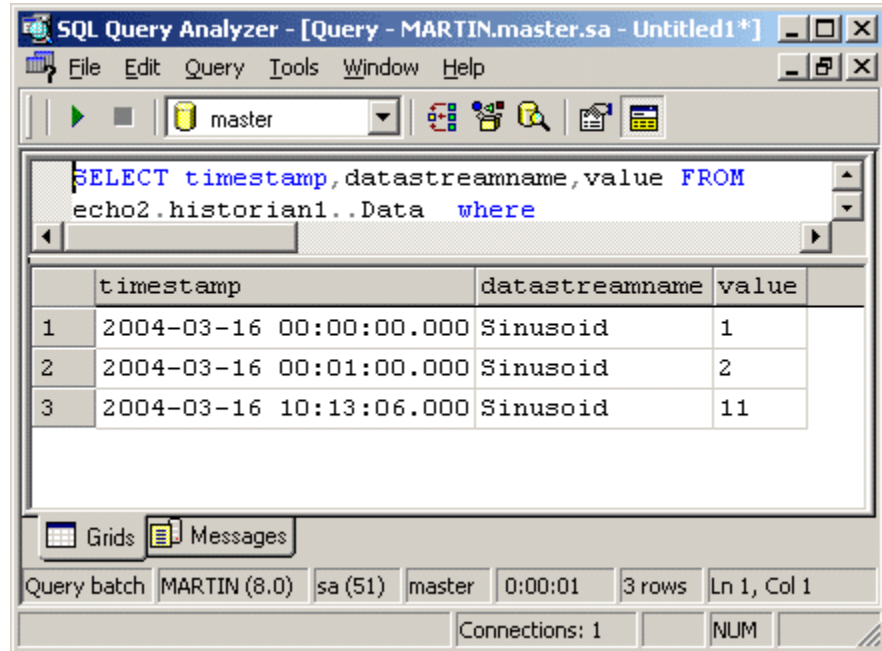 SQL Query Analyzer - [Query - MARTIN.master.sa - Untitled1*]
File Edit Query Tools Window Help
master
SELECT timestamp,datastreamname,value FROM
echo2.historian1..Data where
timestamp datastreamname value
1 2004-03-16 00:00:00.000 Sinusoid 1
2 2004-03-16 00:01:00.000 Sinusoid 2
3 2004-03-16 10:13:06.000 Sinusoid 11
Grids Messages
Query batch MARTIN (8.0) sa (51) master 0:00:01 3 rows Ln 1, Col 1
Connections: 1 NUM